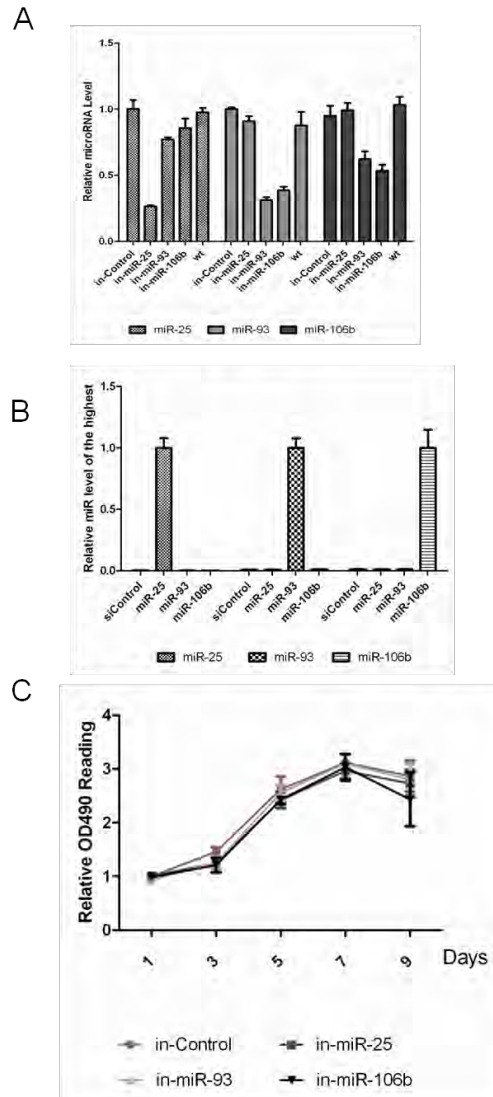 A
Relative microRNA Level
1.5
1.0
0.5
0.0
in-Control
in-miR-25
in-miR-93
in-miR-106b
wt
in-Control
in-miR-25
in-miR-93
in-miR-106b
wt
in-Control
in-miR-25
in-miR-93
in-miR-106b
wt
miR-25 miR-93 miR-106b
B
Relative miR level of the highest
1.5
1.0
0.5
0.0
siControl
miR-25
miR-93
miR-106b
siControl
miR-25
miR-93
miR-106b
siControl
miR-25
miR-93
miR-106b
miR-25 miR-93 miR-106b
C
Relative OD490 Reading
4
3
2
1
0
1 3 5 7 9 Days
in-Control in-miR-25
in-miR-93 in-miR-106b